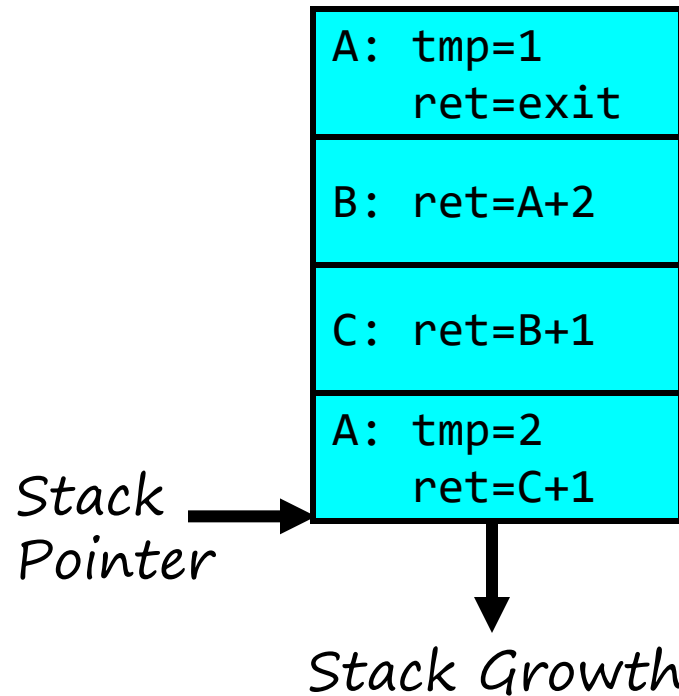 A: tmp=1
ret=exit
B: ret=A+2
C: ret=B+1
A: tmp=2
ret=C+1
Stack
Pointer
Stack Growth